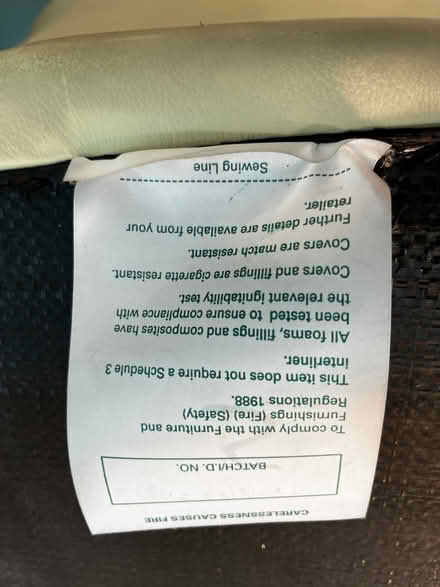 CARELESSNESS CAUSES FIRE
BATCH/I.D. NO.
To comply with the Furniture and
Furnishings (Fire) (Safety)
Regulations 1988.
This item does not require a Schedule 3
interliner.
All foams, fillings and composites have
been tested to ensure compliance with
the relevant ignitability test.
Covers and fillings are cigarette resistant.
Covers are match resistant.
Further details are available from your
retailer.
Sewing Line